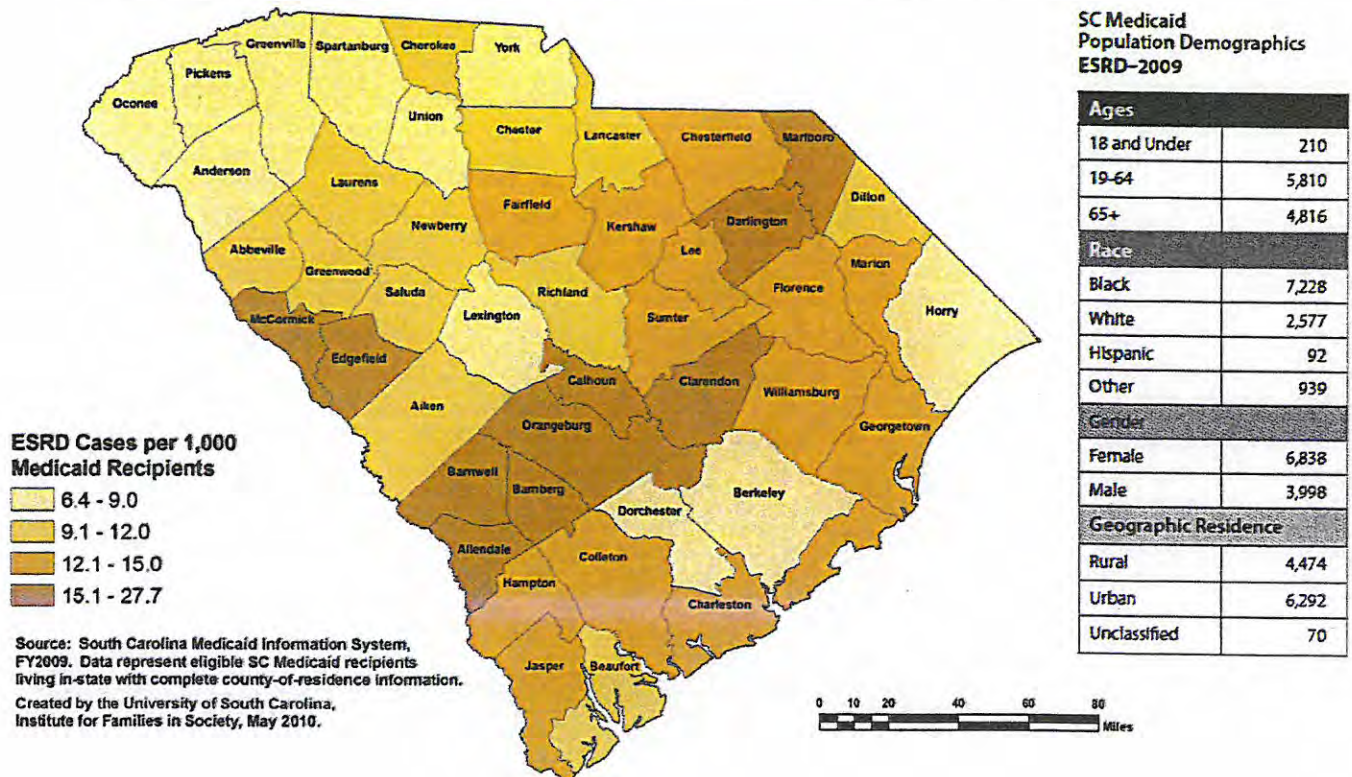 SC Medicaid
Population Demographics
ESRD–2009
Ages
18 and Under 210
19-64 5,810
65+ 4,816
Race
Black 7,228
White 2,577
Hispanic 92
Other 939
Gender
Female 6,838
Male 3,998
Geographic Residence
Rural 4,474
Urban 6,292
Unclassified 70
Oconee
Pickens
Greenville
Spartanburg
Cherokee
York
Union
Chester
Lancaster
Chesterfield
Marlboro
Anderson
Laurens
Newberry
Fairfield
Kershaw
Darlington
Dillon
Abbeville
Greenwood
Saluda
Lexington
Richland
Lee
Sumter
Florence
Marion
Horry
McCormick
Edgefield
Aiken
Calhoun
Orangeburg
Clarendon
Williamsburg
Georgetown
Barnwell
Bamberg
Dorchester
Berkeley
Allendale
Hampton
Colleton
Charleston
Jasper
Beaufort
ESRD Cases per 1,000
Medicaid Recipients
6.4 - 9.0
9.1 - 12.0
12.1 - 15.0
15.1 - 27.7
Source: South Carolina Medicaid Information System,
FY2009. Data represent eligible SC Medicaid recipients
living in-state with complete county-of-residence information.
Created by the University of South Carolina,
Institute for Families in Society, May 2010.
0 10 20 40 60 80
Miles